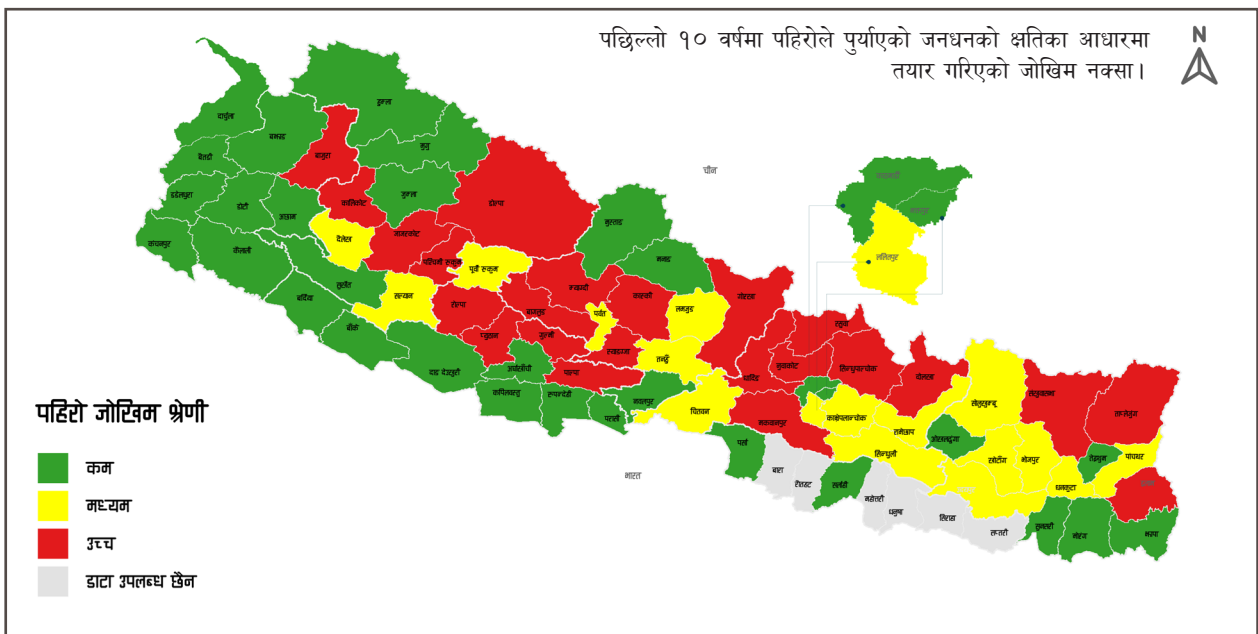 पछिल्लो १० वर्षमा पहिरोले पुर्याएको जनधनको क्षतिका आधारमा
तयार गरिएको जोखिम नक्सा।
N
दार्चुला
बझाङ
हुम्ला
बैतडी
बाजुरा
मुगु
डडेलधुरा
डोटी
अछाम
कालिकोट
जुम्ला
डोल्पा
चीन
कंचनपुर
कैलाली
दैलेख
जाजरकोट
मुस्ताङ
ललितपुर
पश्चिमी रुकुम
पूर्वी रुकुम
मनाङ
बर्दिया
सुर्खेत
सल्यान
रोल्पा
म्याग्दी
कास्की
लमजुङ
गोरखा
बाँके
प्युठान
बागलुङ
पर्वत
गुल्मी
स्याङ्जा
तनहुँ
रसुवा
दाङ देउखुरी
अर्घाखाँची
पाल्पा
धादिङ
नुवाकोट
सिन्धुपाल्चोक
दोलखा
कपिलवस्तु
रुपन्देही
परासी
नवलपुर
चितवन
मकवानपुर
काभ्रेपलाञ्चोक
रामेछाप
सोलुखुम्बु
संखुवासभा
ताप्लेजुंग
पहिरो जोखिम श्रेणी
सिन्धुली
ओखलढुंगा
खोटाँग
भोजपुर
तेह्रथुम
पांचथर
धनकुटा
पर्सा
बारा
रौतहट
सर्लाही
महोत्तरी
धनुषा
सिराहा
सप्तरी
सुनसरी
मोरंग
झापा
भारत
कम
मध्यम
उच्च
डाटा उपलब्ध छैन